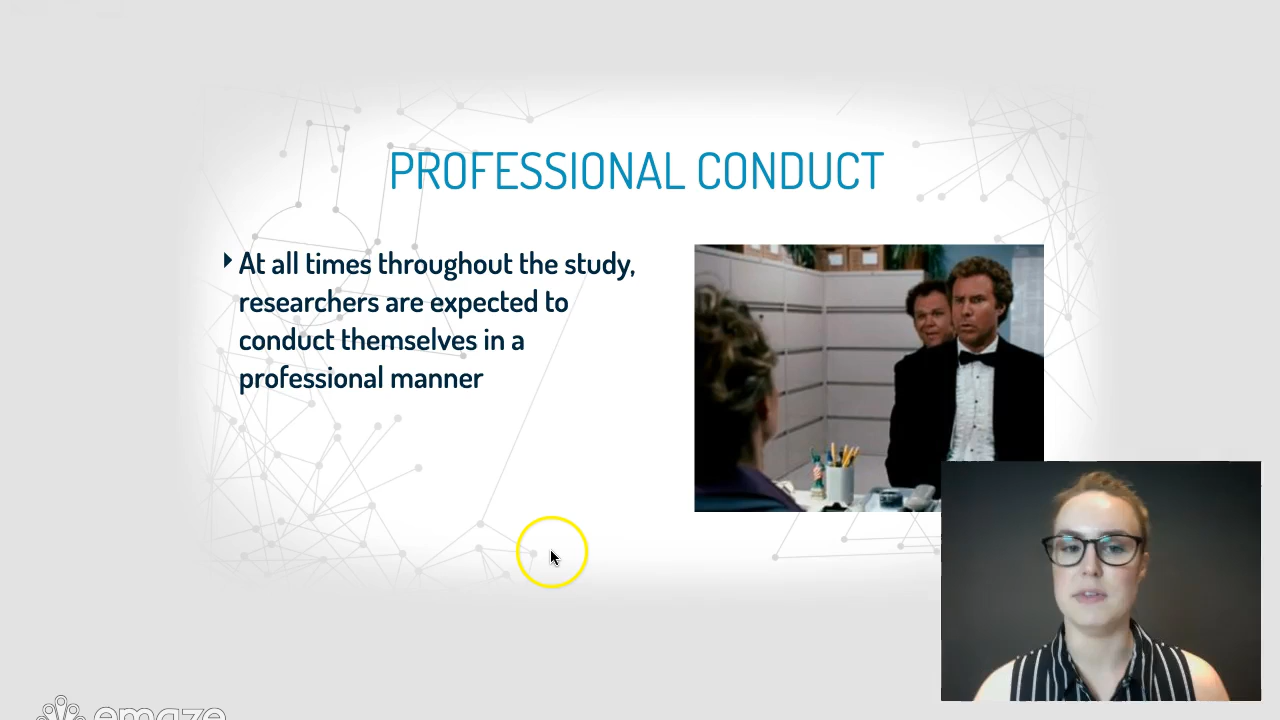 PROFESSIONAL CONDUCT
At all times throughout the study,
researchers are expected to
conduct themselves in a
professional manner
emaze